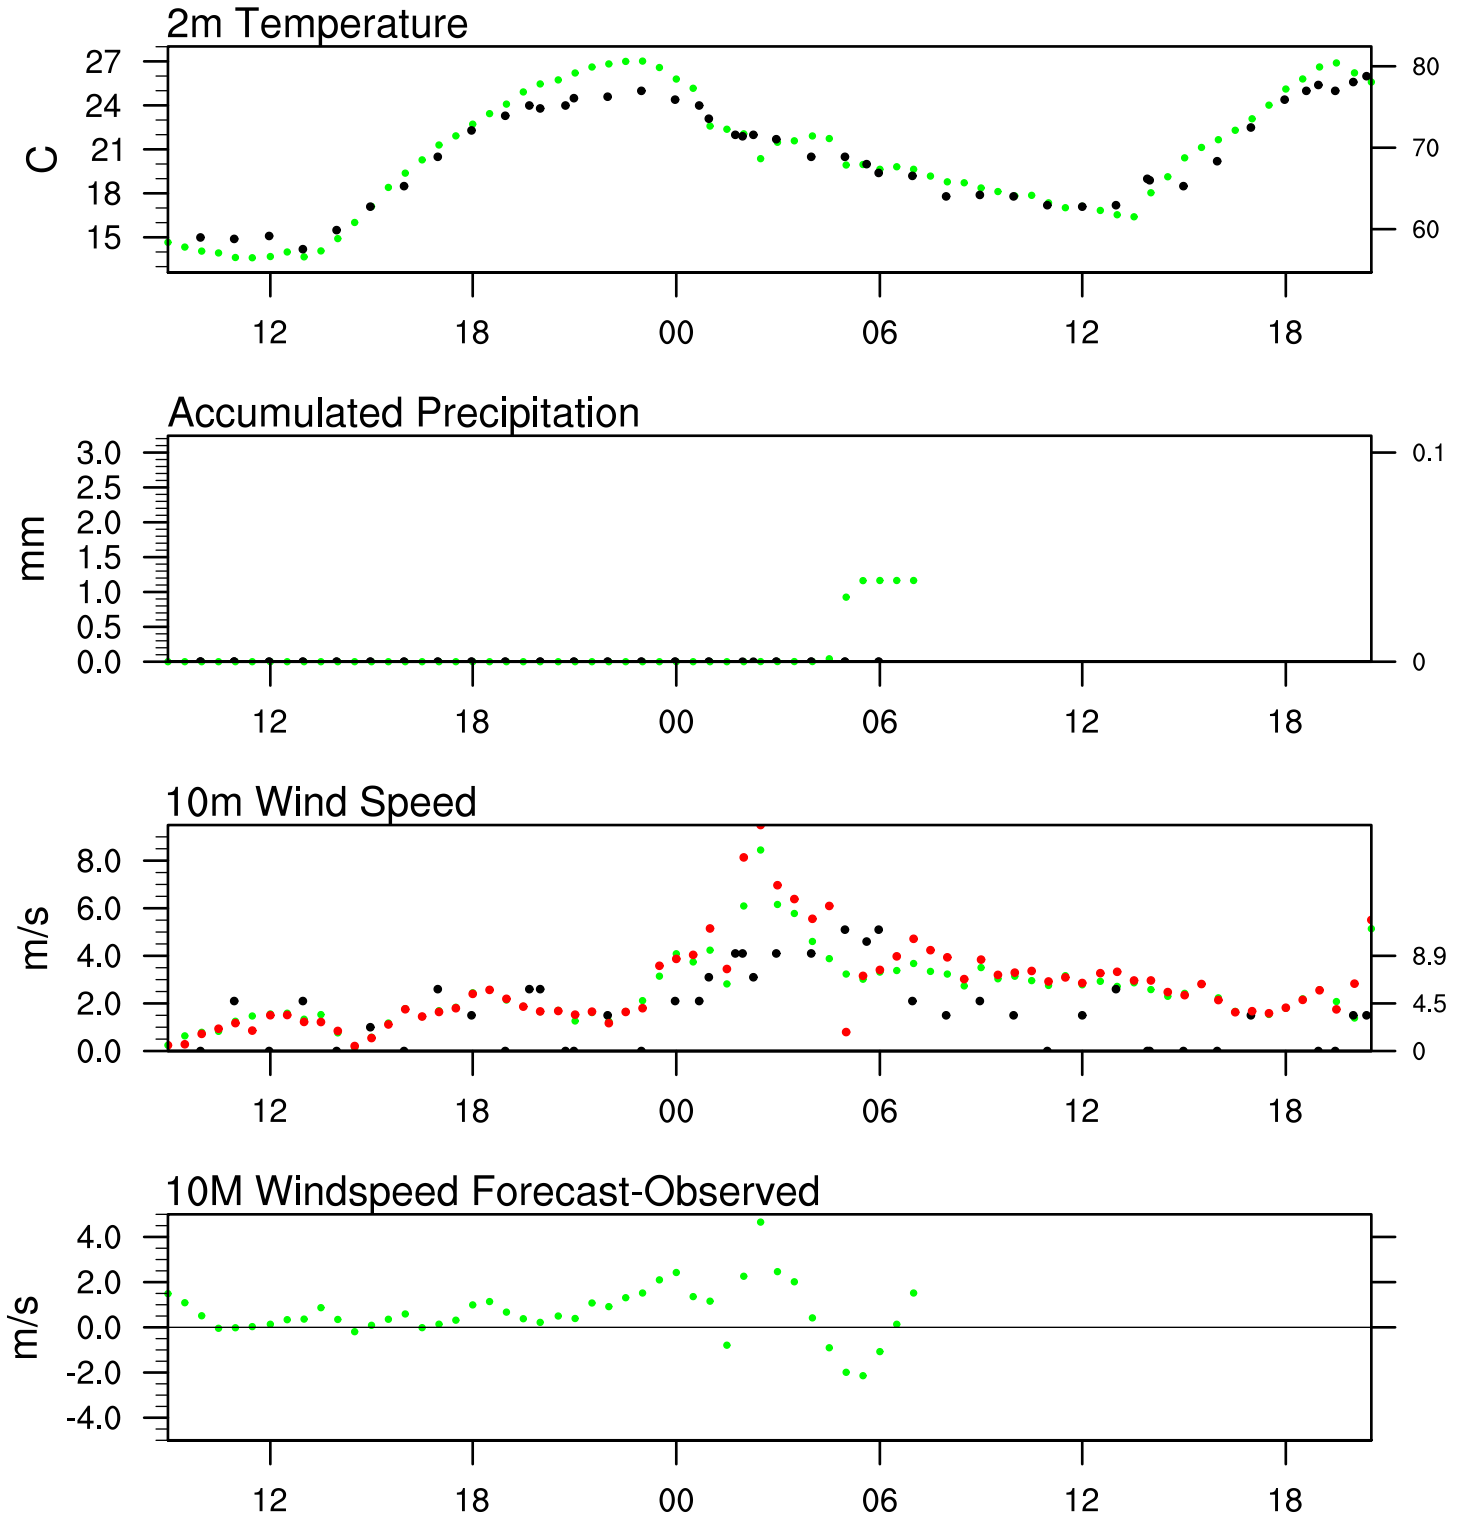 2m Temperature
27
24
21
18
15
C
80
70
60
12 18 00 06 12 18
Accumulated Precipitation
3.0
2.5
2.0
1.5
1.0
0.5
0.0
mm
0.1
0
12 18 00 06 12 18
10m Wind Speed
8.0
6.0
4.0
2.0
0.0
m/s
8.9
4.5
0
12 18 00 06 12 18
10M Windspeed Forecast-Observed
4.0
2.0
0.0
-2.0
-4.0
m/s
12 18 00 06 12 18